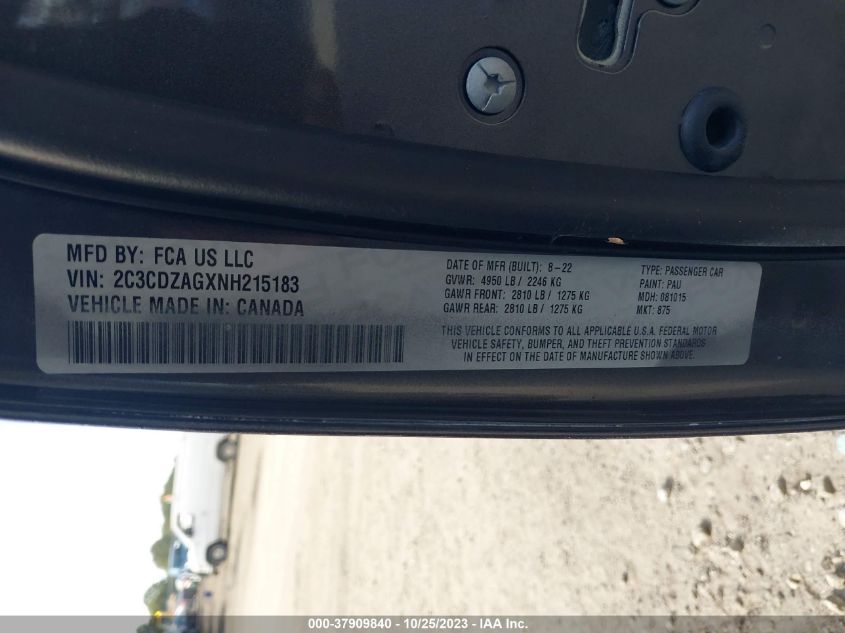 MFD BY: FCA US LLC
VIN: 2C3CDZAGXNH215183
VEHICLE MADE IN: CANADA
DATE OF MFR (BUILT): 8-22
GVWR: 4950 LB / 2246 KG
GAWR FRONT: 2810 LB / 1275 KG
GAWR REAR: 2810 LB / 1275 KG
TYPE: PASSENGER CAR
PAINT: PAU
MDH: 081015
MKT: 875
THIS VEHICLE CONFORMS TO ALL APPLICABLE U.S.A. FEDERAL MOTOR
VEHICLE SAFETY, BUMPER, AND THEFT PREVENTION STANDARDS
IN EFFECT ON THE DATE OF MANUFACTURE SHOWN ABOVE.
000-37909840 - 10/25/2023 - IAA Inc.